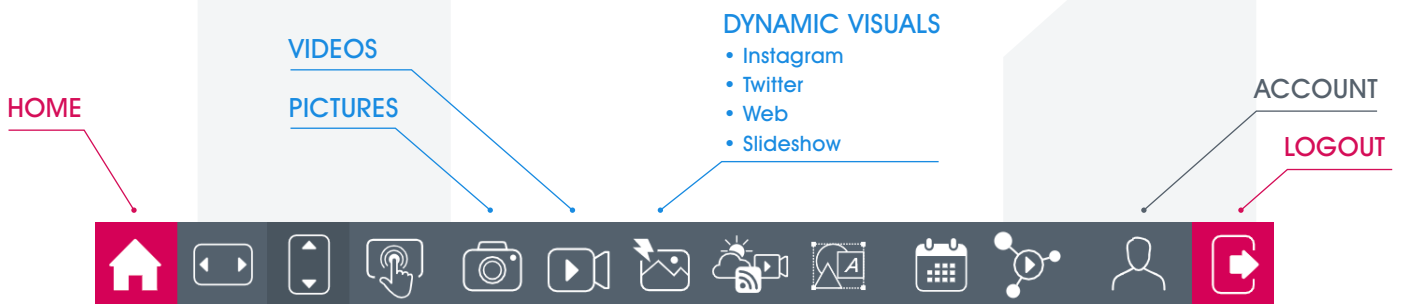 DYNAMIC VISUALS
• Instagram
• Twitter
• Web
• Slideshow
VIDEOS
PICTURES
HOME
ACCOUNT
LOGOUT
A